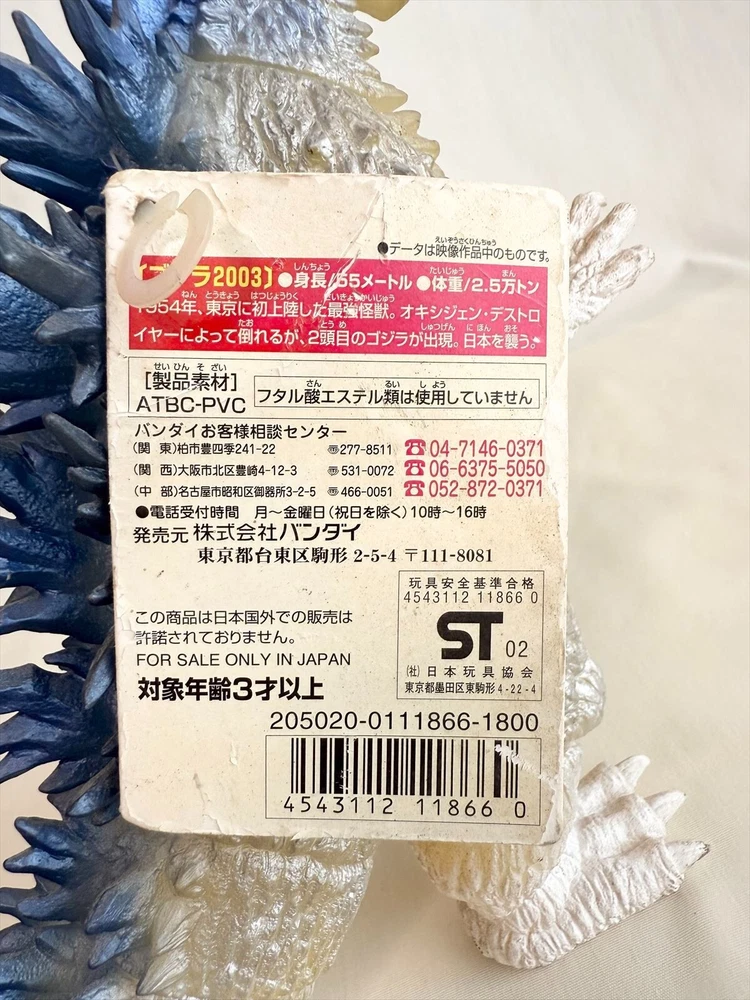 ●データは映像作品中のものです。
ラ2003〕●身長/55メートル ●体重/2.5万トン
1954年、東京に初上陸した最強怪獣。オキシジェン・デストロ
イヤーによって倒れるが、2頭目のゴジラが出現。日本を襲う。
［製品素材］
ATBC-PVC
フタル酸エステル類は使用していません
バンダイお客様相談センター
(関 東)柏市豊四季241-22 〠277-8511 ☎04-7146-0371
(関 西)大阪市北区豊崎4-12-3 〠531-0072 ☎06-6375-5050
(中 部)名古屋市昭和区御器所3-2-5 〠466-0051 ☎052-872-0371
●電話受付時間 月〜金曜日(祝日を除く)10時〜16時
発売元 株式会社バンダイ
東京都台東区駒形 2-5-4 〒111-8081
玩具安全基準合格
4543112 11866 0
ST 02
(社)日本玩具協会
東京都墨田区東駒形4-22-4
この商品は日本国外での販売は
許諾されておりません。
FOR SALE ONLY IN JAPAN
対象年齢3才以上
205020-0111866-1800
4543112 11866 0